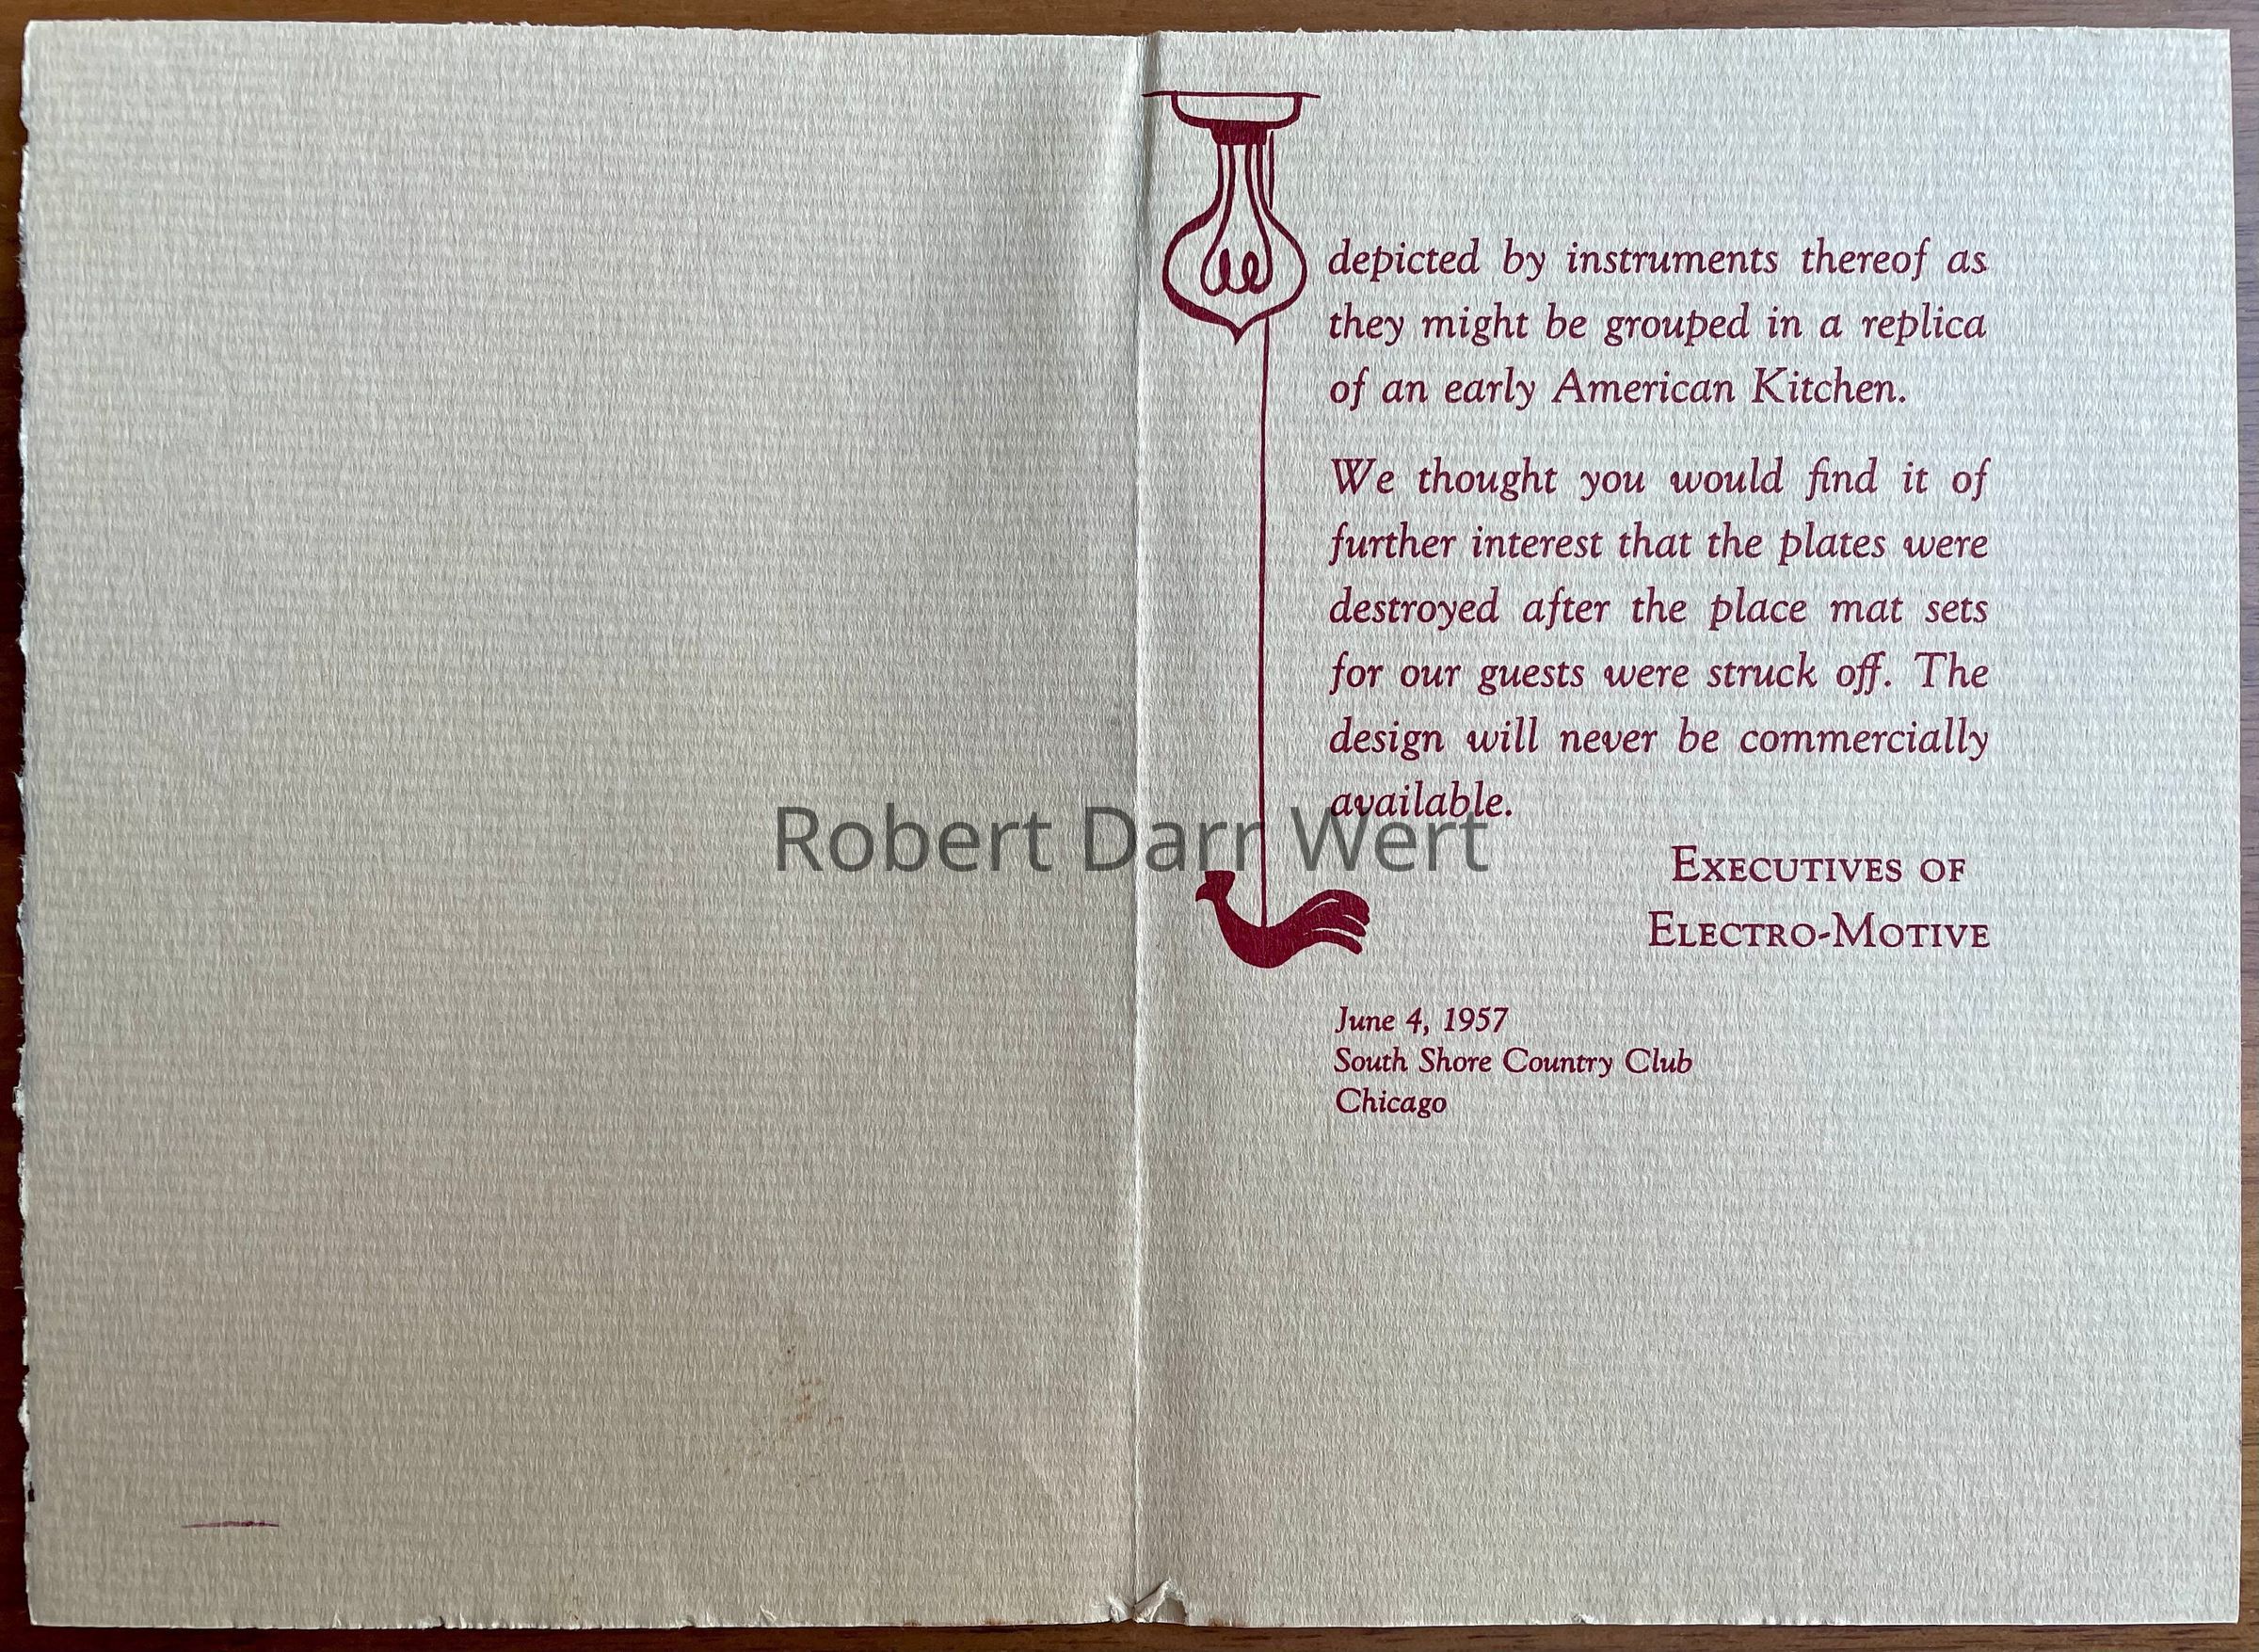 depicted by instruments thereof as
they might be grouped in a replica
of an early American Kitchen.
We thought you would find it of
further interest that the plates were
destroyed after the place mat sets
for our guests were struck off. The
design will never be commercially
available.
Robert Darr Wert
EXECUTIVES OF
ELECTRO-MOTIVE
June 4, 1957
South Shore Country Club
Chicago